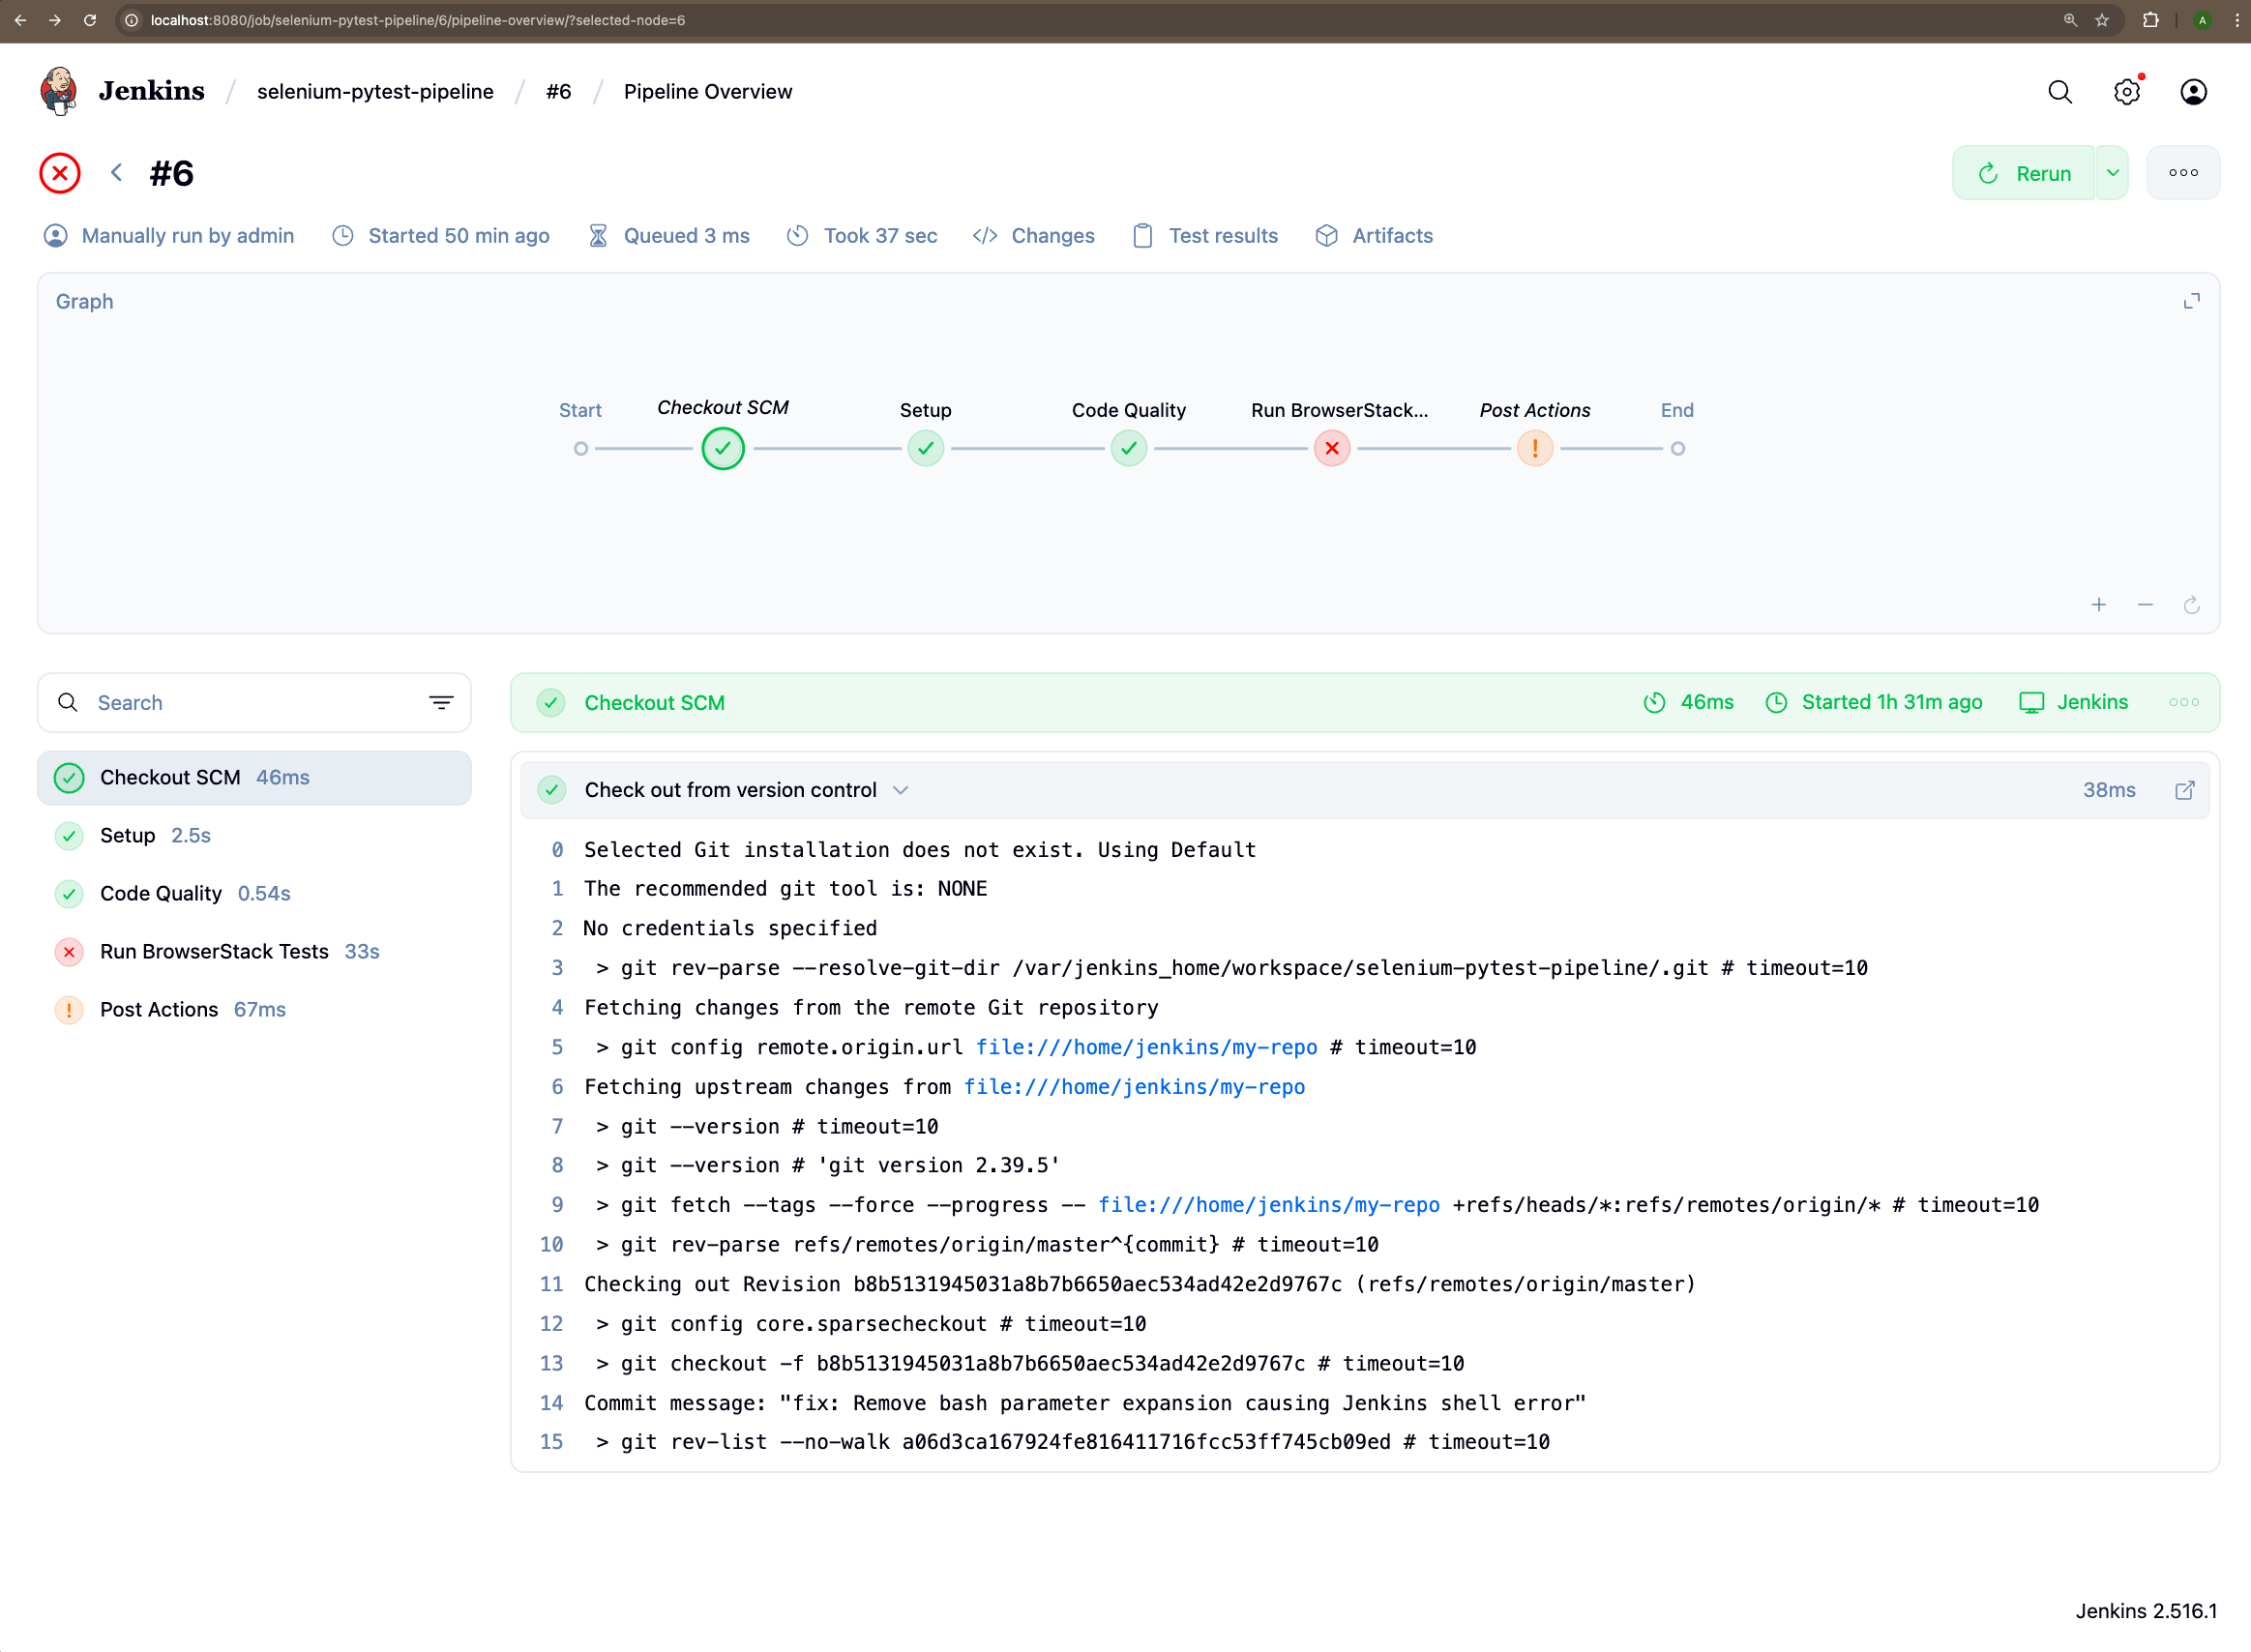 localhost:8080/job/selenium-pytest-pipeline/6/pipeline-overview/?selected-node=6
A
Jenkins / selenium-pytest-pipeline / #6 / Pipeline Overview
#6
Rerun
Manually run by admin Started 50 min ago Queued 3 ms Took 37 sec Changes Test results Artifacts
Graph
Start Checkout SCM Setup Code Quality Run BrowserStack... Post Actions End
Search
Checkout SCM 46ms
Setup 2.5s
Code Quality 0.54s
Run BrowserStack Tests 33s
Post Actions 67ms
Checkout SCM 46ms Started 1h 31m ago Jenkins
Check out from version control 38ms
0 Selected Git installation does not exist. Using Default
1 The recommended git tool is: NONE
2 No credentials specified
3 > git rev-parse --resolve-git-dir /var/jenkins_home/workspace/selenium-pytest-pipeline/.git # timeout=10
4 Fetching changes from the remote Git repository
5 > git config remote.origin.url file:///home/jenkins/my-repo # timeout=10
6 Fetching upstream changes from file:///home/jenkins/my-repo
7 > git --version # timeout=10
8 > git --version # 'git version 2.39.5'
9 > git fetch --tags --force --progress -- file:///home/jenkins/my-repo +refs/heads/*:refs/remotes/origin/* # timeout=10
10 > git rev-parse refs/remotes/origin/master^{commit} # timeout=10
11 Checking out Revision b8b5131945031a8b7b6650aec534ad42e2d9767c (refs/remotes/origin/master)
12 > git config core.sparsecheckout # timeout=10
13 > git checkout -f b8b5131945031a8b7b6650aec534ad42e2d9767c # timeout=10
14 Commit message: "fix: Remove bash parameter expansion causing Jenkins shell error"
15 > git rev-list --no-walk a06d3ca167924fe816411716fcc53ff745cb09ed # timeout=10
Jenkins 2.516.1